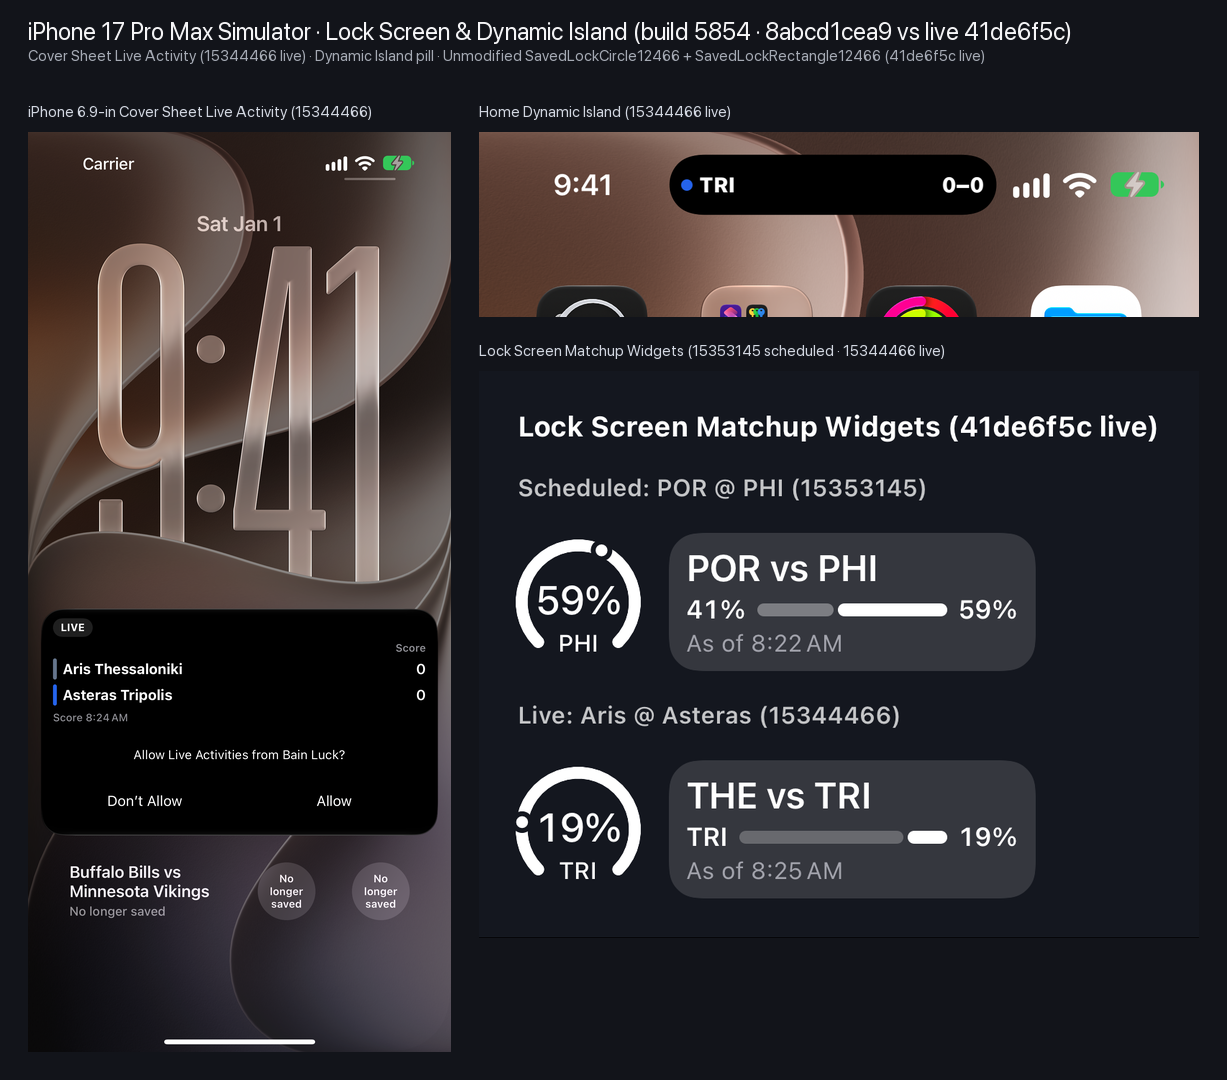 iPhone 17 Pro Max Simulator · Lock Screen & Dynamic Island (build 5854 · 8abcd1cea9 vs live 41de6f5c)
Cover Sheet Live Activity (15344466 live) · Dynamic Island pill · Unmodified SavedLockCircle12466 + SavedLockRectangle12466 (41de6f5c live)
iPhone 6.9-in Cover Sheet Live Activity (15344466)
Carrier
Sat Jan 1
9:41
LIVE
Score
Aris Thessaloniki 0
Asteras Tripolis 0
Score 8:24 AM
Allow Live Activities from Bain Luck?
Don’t Allow Allow
Buffalo Bills vs
Minnesota Vikings
No longer saved
No
longer
saved
No
longer
saved
Home Dynamic Island (15344466 live)
9:41 TRI 0–0
Lock Screen Matchup Widgets (15353145 scheduled · 15344466 live)
Lock Screen Matchup Widgets (41de6f5c live)
Scheduled: POR @ PHI (15353145)
59%
PHI
POR vs PHI
41% 59%
As of 8:22 AM
Live: Aris @ Asteras (15344466)
19%
TRI
THE vs TRI
TRI 19%
As of 8:25 AM